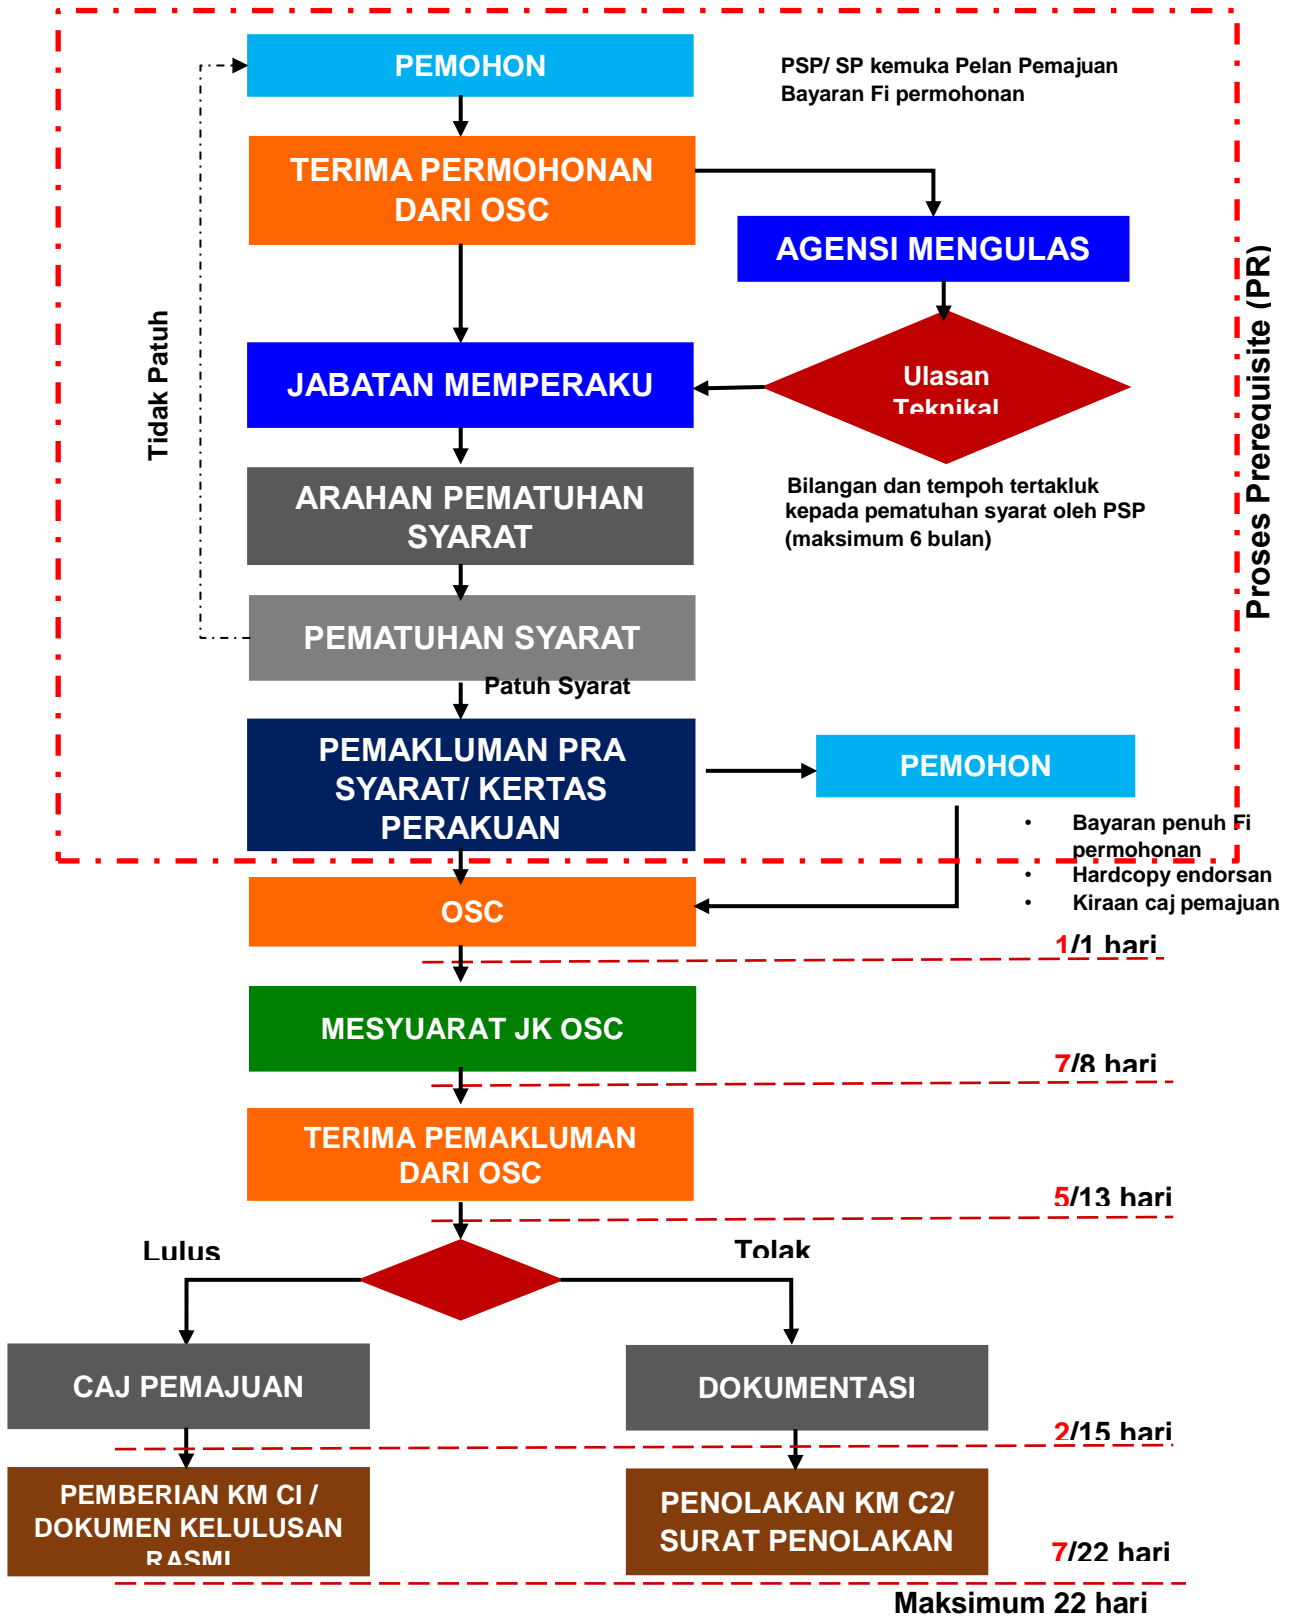 PEMOHON
PSP/ SP kemuka Pelan Pemajuan
Bayaran Fi permohonan
TERIMA PERMOHONAN
DARI OSC
AGENSI MENGULAS
Tidak Patuh
Proses Prerequisite (PR)
JABATAN MEMPERAKU
Ulasan
Teknikal
ARAHAN PEMATUHAN
SYARAT
Bilangan dan tempoh tertakluk
kepada pematuhan syarat oleh PSP
(maksimum 6 bulan)
PEMATUHAN SYARAT
Patuh Syarat
PEMAKLUMAN PRA
SYARAT/ KERTAS
PERAKUAN
PEMOHON
• Bayaran penuh Fi
permohonan
• Hardcopy endorsan
• Kiraan caj pemajuan
OSC
1/1 hari
MESYUARAT JK OSC
7/8 hari
TERIMA PEMAKLUMAN
DARI OSC
5/13 hari
Lulus
Tolak
CAJ PEMAJUAN
DOKUMENTASI
2/15 hari
PEMBERIAN KM CI /
DOKUMEN KELULUSAN
RASMI
PENOLAKAN KM C2/
SURAT PENOLAKAN
7/22 hari
Maksimum 22 hari